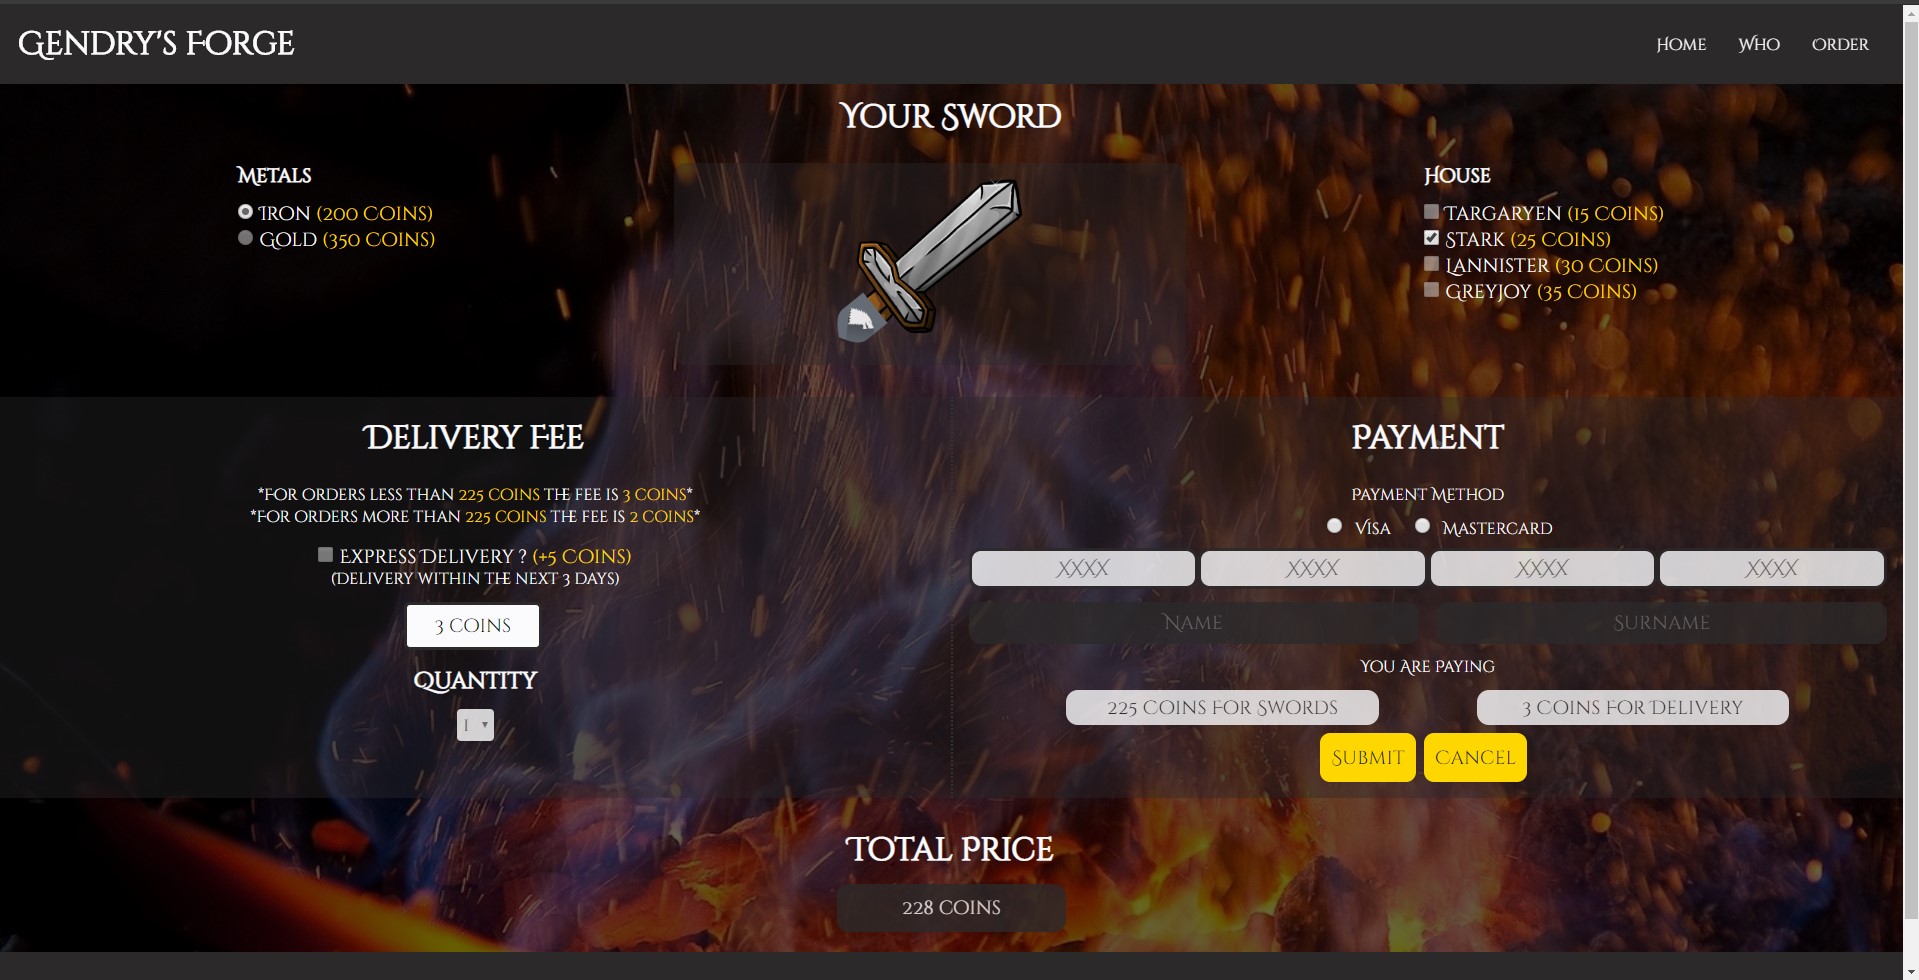 Gendry's Forge
Home Who Order
Your Sword
Metals
Iron (200 Coins)
Gold (350 Coins)
House
Targaryen (15 Coins)
Stark (25 Coins)
Lannister (30 Coins)
Greyjoy (35 Coins)
Delivery Fee
*For orders less than 225 coins the fee is 3 coins*
*For orders more than 225 coins the fee is 2 coins*
Express Delivery ? (+5 Coins)
(Delivery within the next 3 days)
3 coins
Quantity
1
Payment
Payment Method
Visa Mastercard
XXXX XXXX XXXX XXXX
Name Surname
You Are Paying
225 Coins For Swords 3 Coins For Delivery
Submit Cancel
Total Price
228 coins